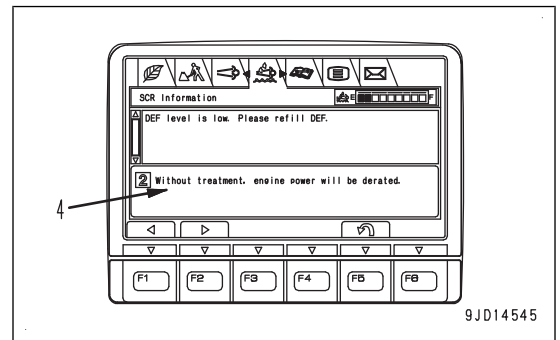 SCR Information
E F
DEF level is low. Please refill DEF.
2 Without treatment, engine power will be derated.
4
F1 F2 F3 F4 F5 F6
9JD14545